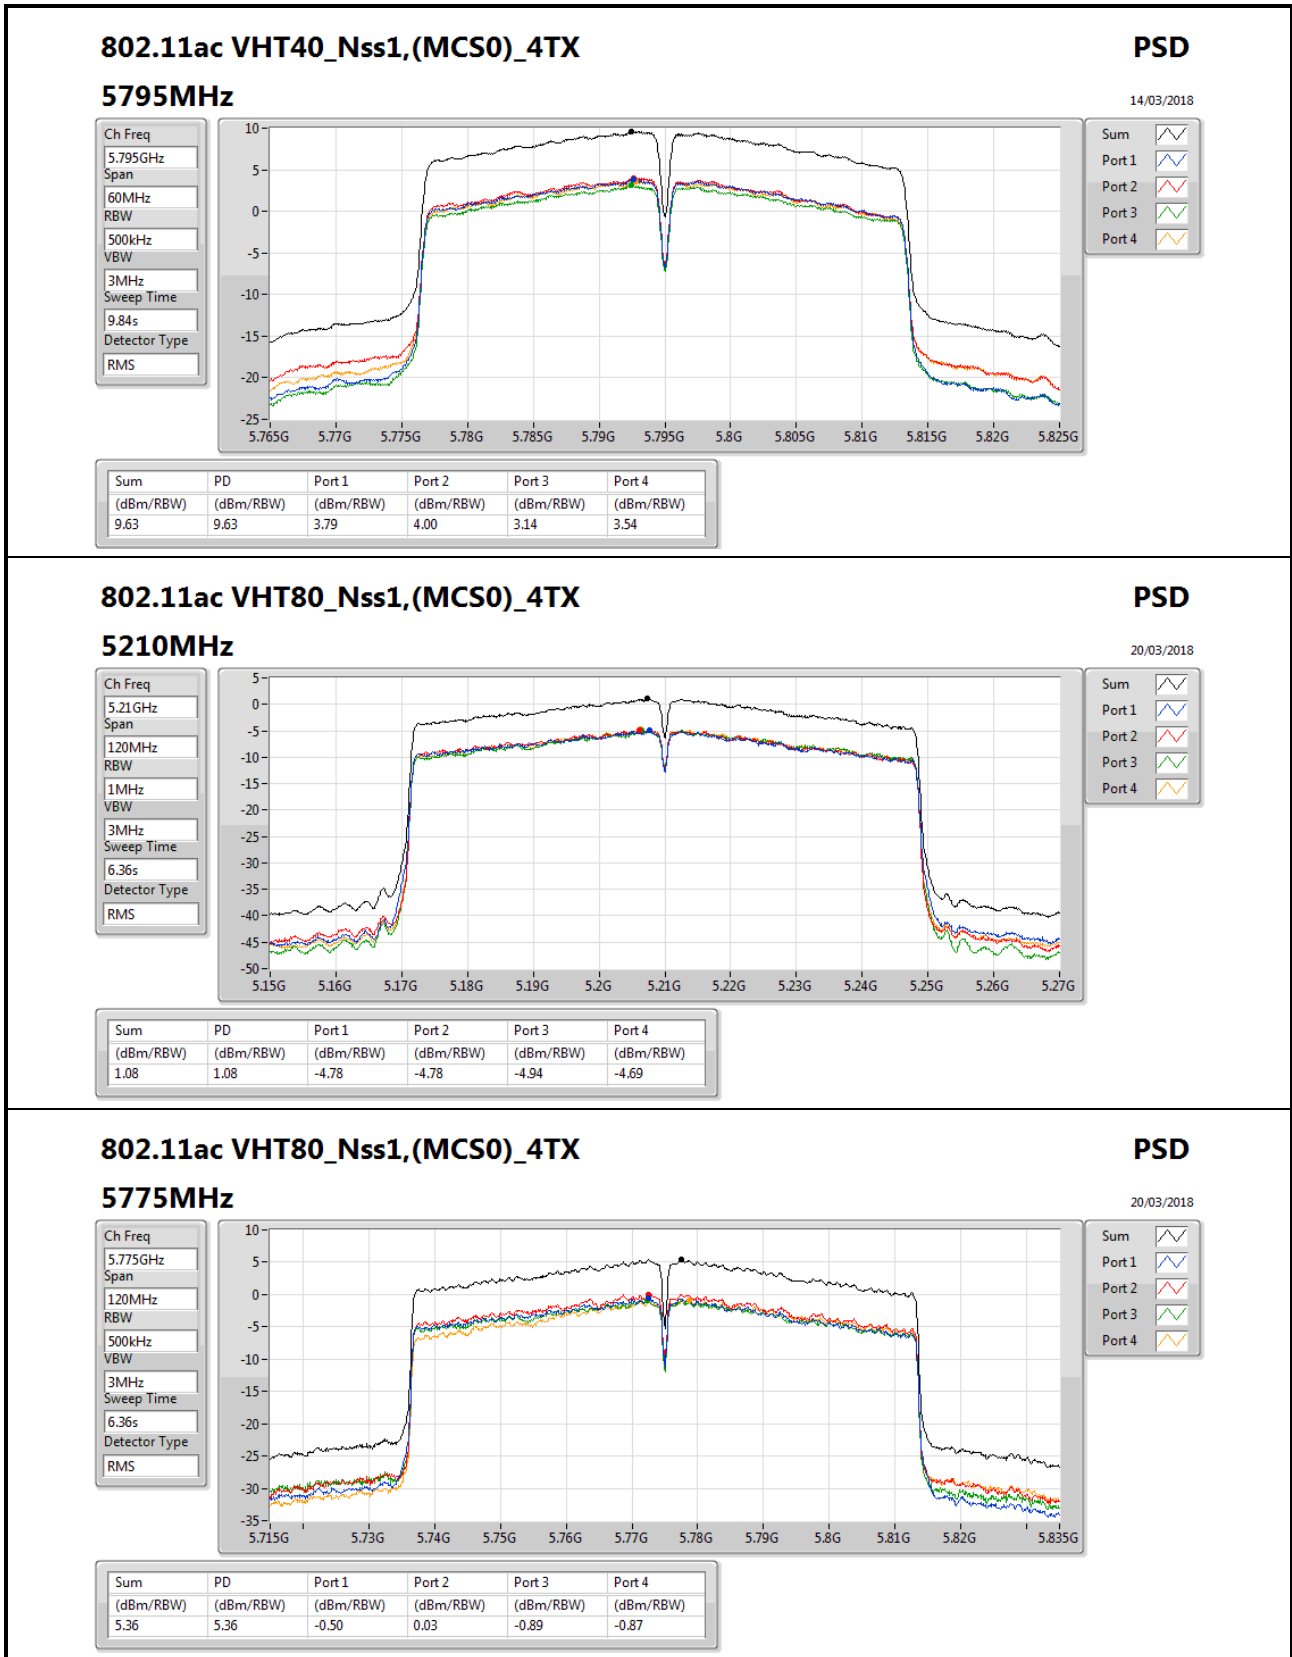 802.11ac VHT40_Nss1,(MCS0)_4TX PSD
5795MHz 14/03/2018
Ch Freq
5.795GHz
Span
60MHz
RBW
500kHz
VBW
3MHz
Sweep Time
9.84s
Detector Type
RMS
10
5
0
-5
-10
-15
-20
-25
5.765G 5.77G 5.775G 5.78G 5.785G 5.79G 5.795G 5.8G 5.805G 5.81G 5.815G 5.82G 5.825G
Sum
Port 1
Port 2
Port 3
Port 4
Sum PD Port 1 Port 2 Port 3 Port 4
(dBm/RBW) (dBm/RBW) (dBm/RBW) (dBm/RBW) (dBm/RBW) (dBm/RBW)
9.63 9.63 3.79 4.00 3.14 3.54
802.11ac VHT80_Nss1,(MCS0)_4TX PSD
5210MHz 20/03/2018
Ch Freq
5.21GHz
Span
120MHz
RBW
1MHz
VBW
3MHz
Sweep Time
6.36s
Detector Type
RMS
5
0
-5
-10
-15
-20
-25
-30
-35
-40
-45
-50
5.15G 5.16G 5.17G 5.18G 5.19G 5.2G 5.21G 5.22G 5.23G 5.24G 5.25G 5.26G 5.27G
Sum
Port 1
Port 2
Port 3
Port 4
Sum PD Port 1 Port 2 Port 3 Port 4
(dBm/RBW) (dBm/RBW) (dBm/RBW) (dBm/RBW) (dBm/RBW) (dBm/RBW)
1.08 1.08 -4.78 -4.78 -4.94 -4.69
802.11ac VHT80_Nss1,(MCS0)_4TX PSD
5775MHz 20/03/2018
Ch Freq
5.775GHz
Span
120MHz
RBW
500kHz
VBW
3MHz
Sweep Time
6.36s
Detector Type
RMS
10
5
0
-5
-10
-15
-20
-25
-30
-35
5.715G 5.73G 5.74G 5.75G 5.76G 5.77G 5.78G 5.79G 5.8G 5.81G 5.82G 5.835G
Sum
Port 1
Port 2
Port 3
Port 4
Sum PD Port 1 Port 2 Port 3 Port 4
(dBm/RBW) (dBm/RBW) (dBm/RBW) (dBm/RBW) (dBm/RBW) (dBm/RBW)
5.36 5.36 -0.50 0.03 -0.89 -0.87